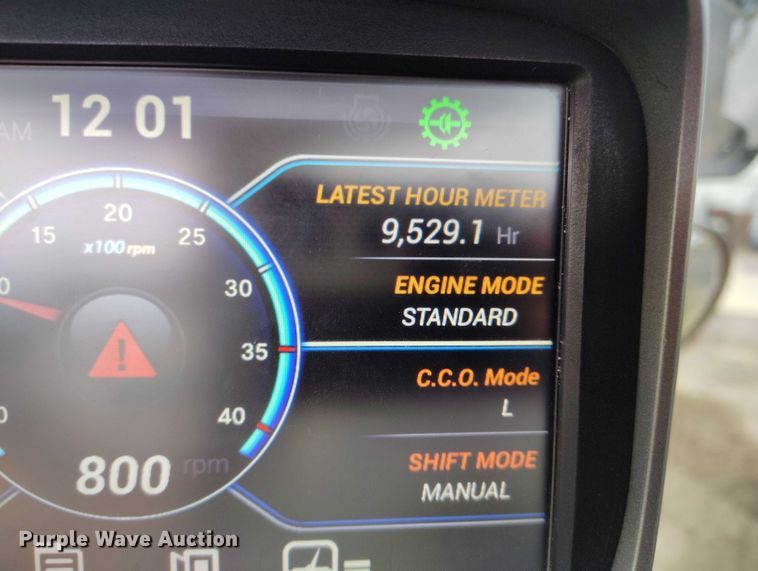 AM 12 01
LATEST HOUR METER
9,529.1 Hr
ENGINE MODE
STANDARD
C.C.O. Mode
L
SHIFT MODE
MANUAL
15 20 25 30 35 40
x100 rpm
800 rpm
Purple Wave Auction